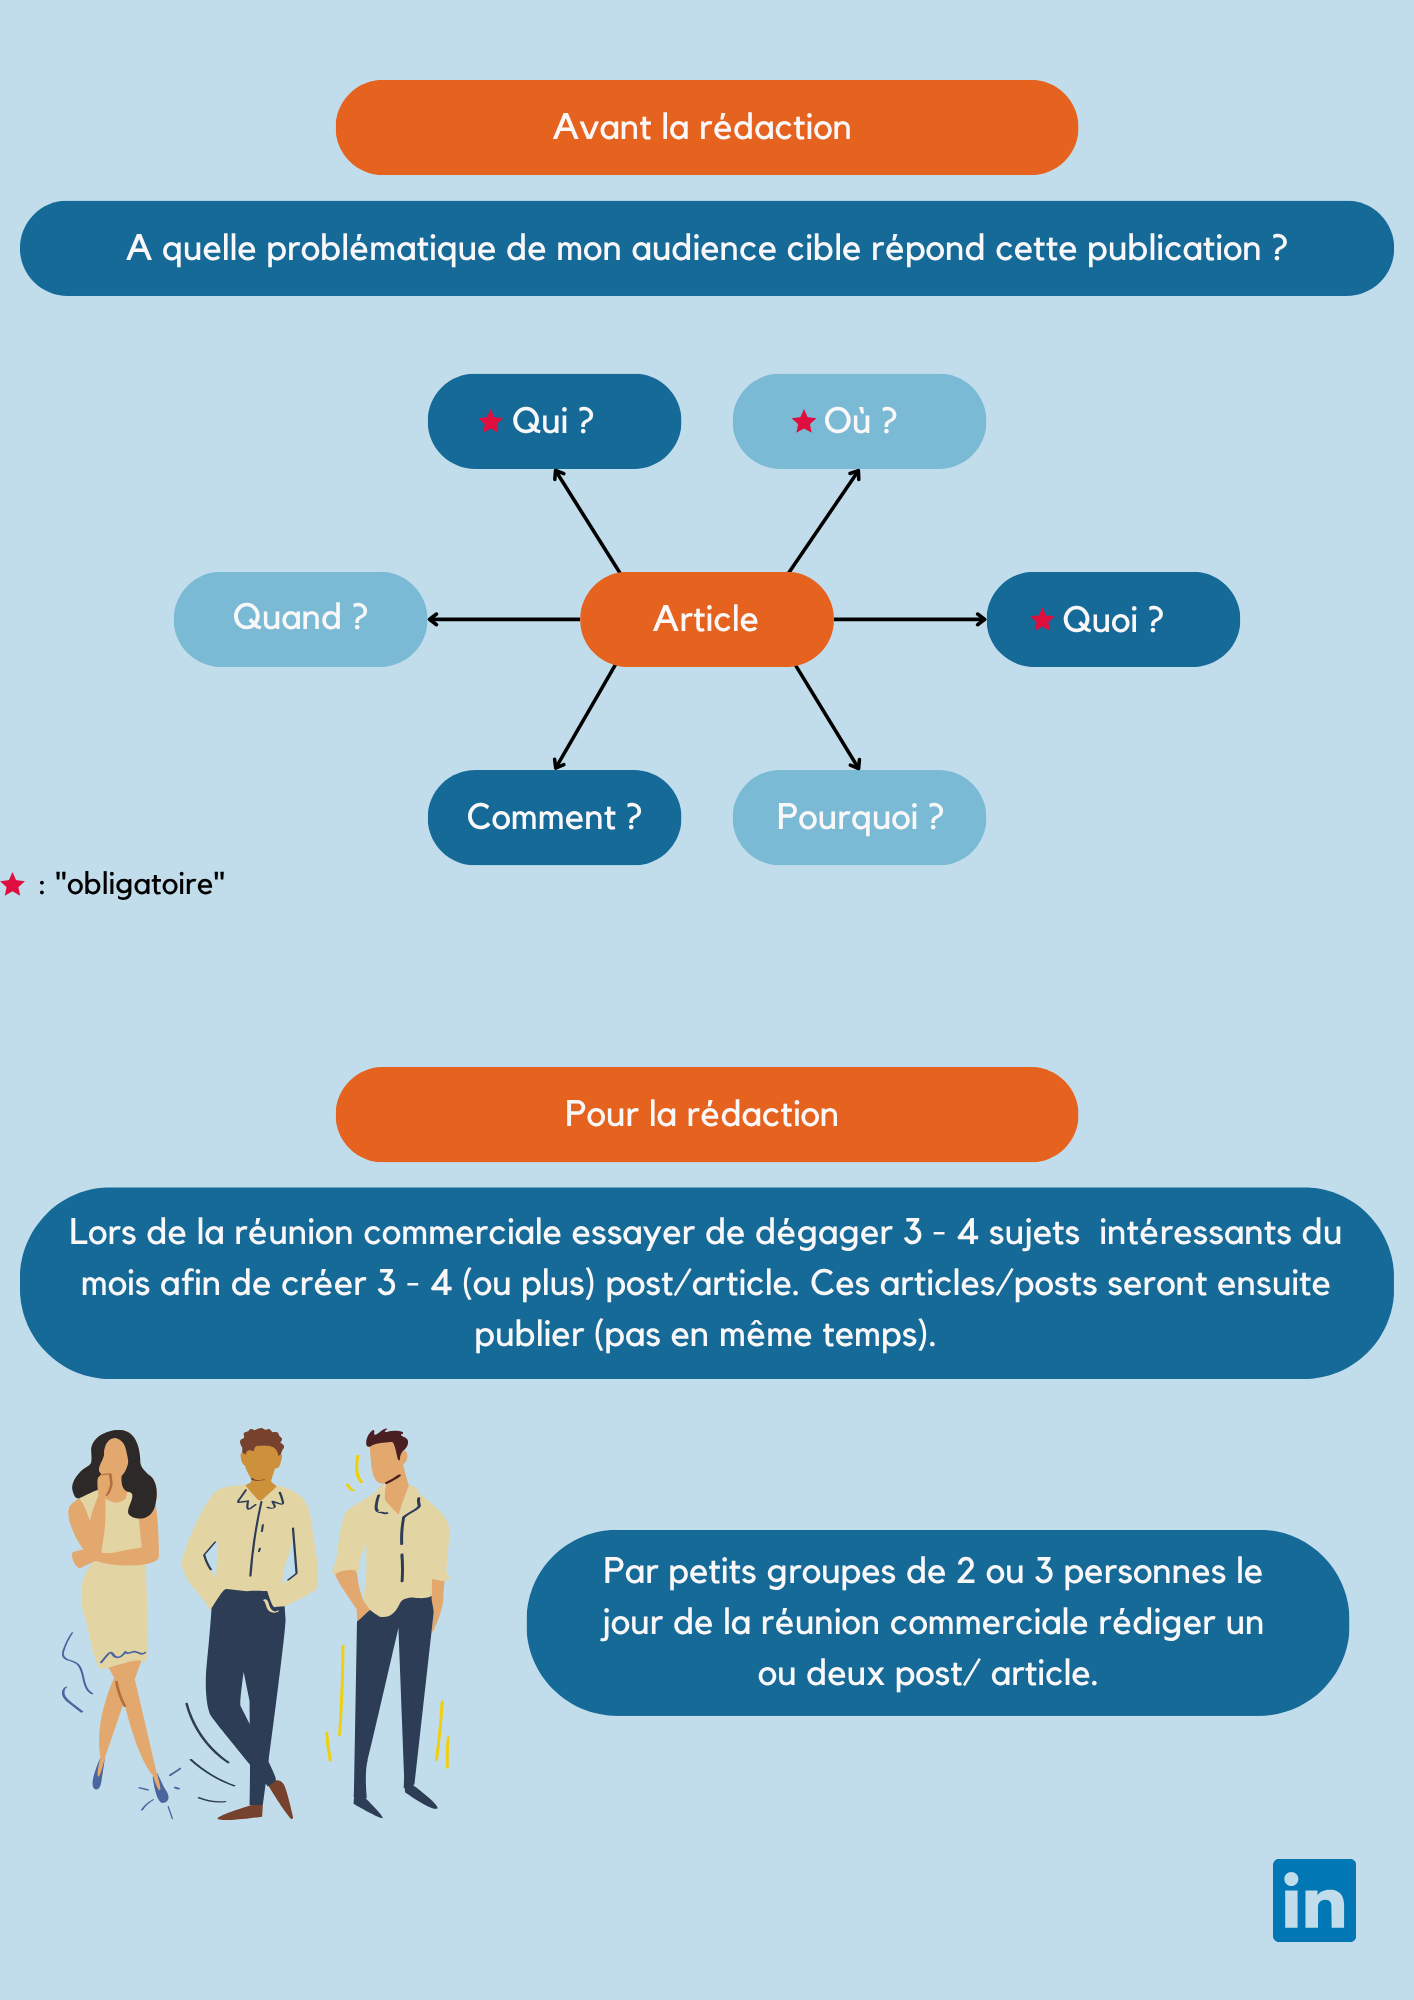 Avant la rédaction
A quelle problématique de mon audience cible répond cette publication ?
Qui ?
Où ?
Quand ?
Article
Quoi ?
Comment ?
Pourquoi ?
: "obligatoire"
Pour la rédaction
Lors de la réunion commerciale essayer de dégager 3 - 4 sujets  intéressants du
mois afin de créer 3 - 4 (ou plus) post/article. Ces articles/posts seront ensuite
publier (pas en même temps).
Par petits groupes de 2 ou 3 personnes le
jour de la réunion commerciale rédiger un
ou deux post/ article.
in